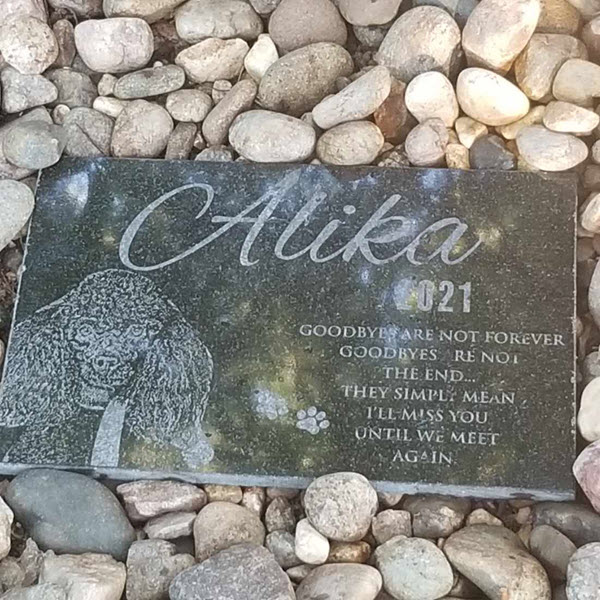 Alika
2021
GOODBYES ARE NOT FOREVER
GOODBYES RE NOT
THE END...
THEY SIMPLY MEAN
I'LL MISS YOU
UNTIL WE MEET
AGAIN